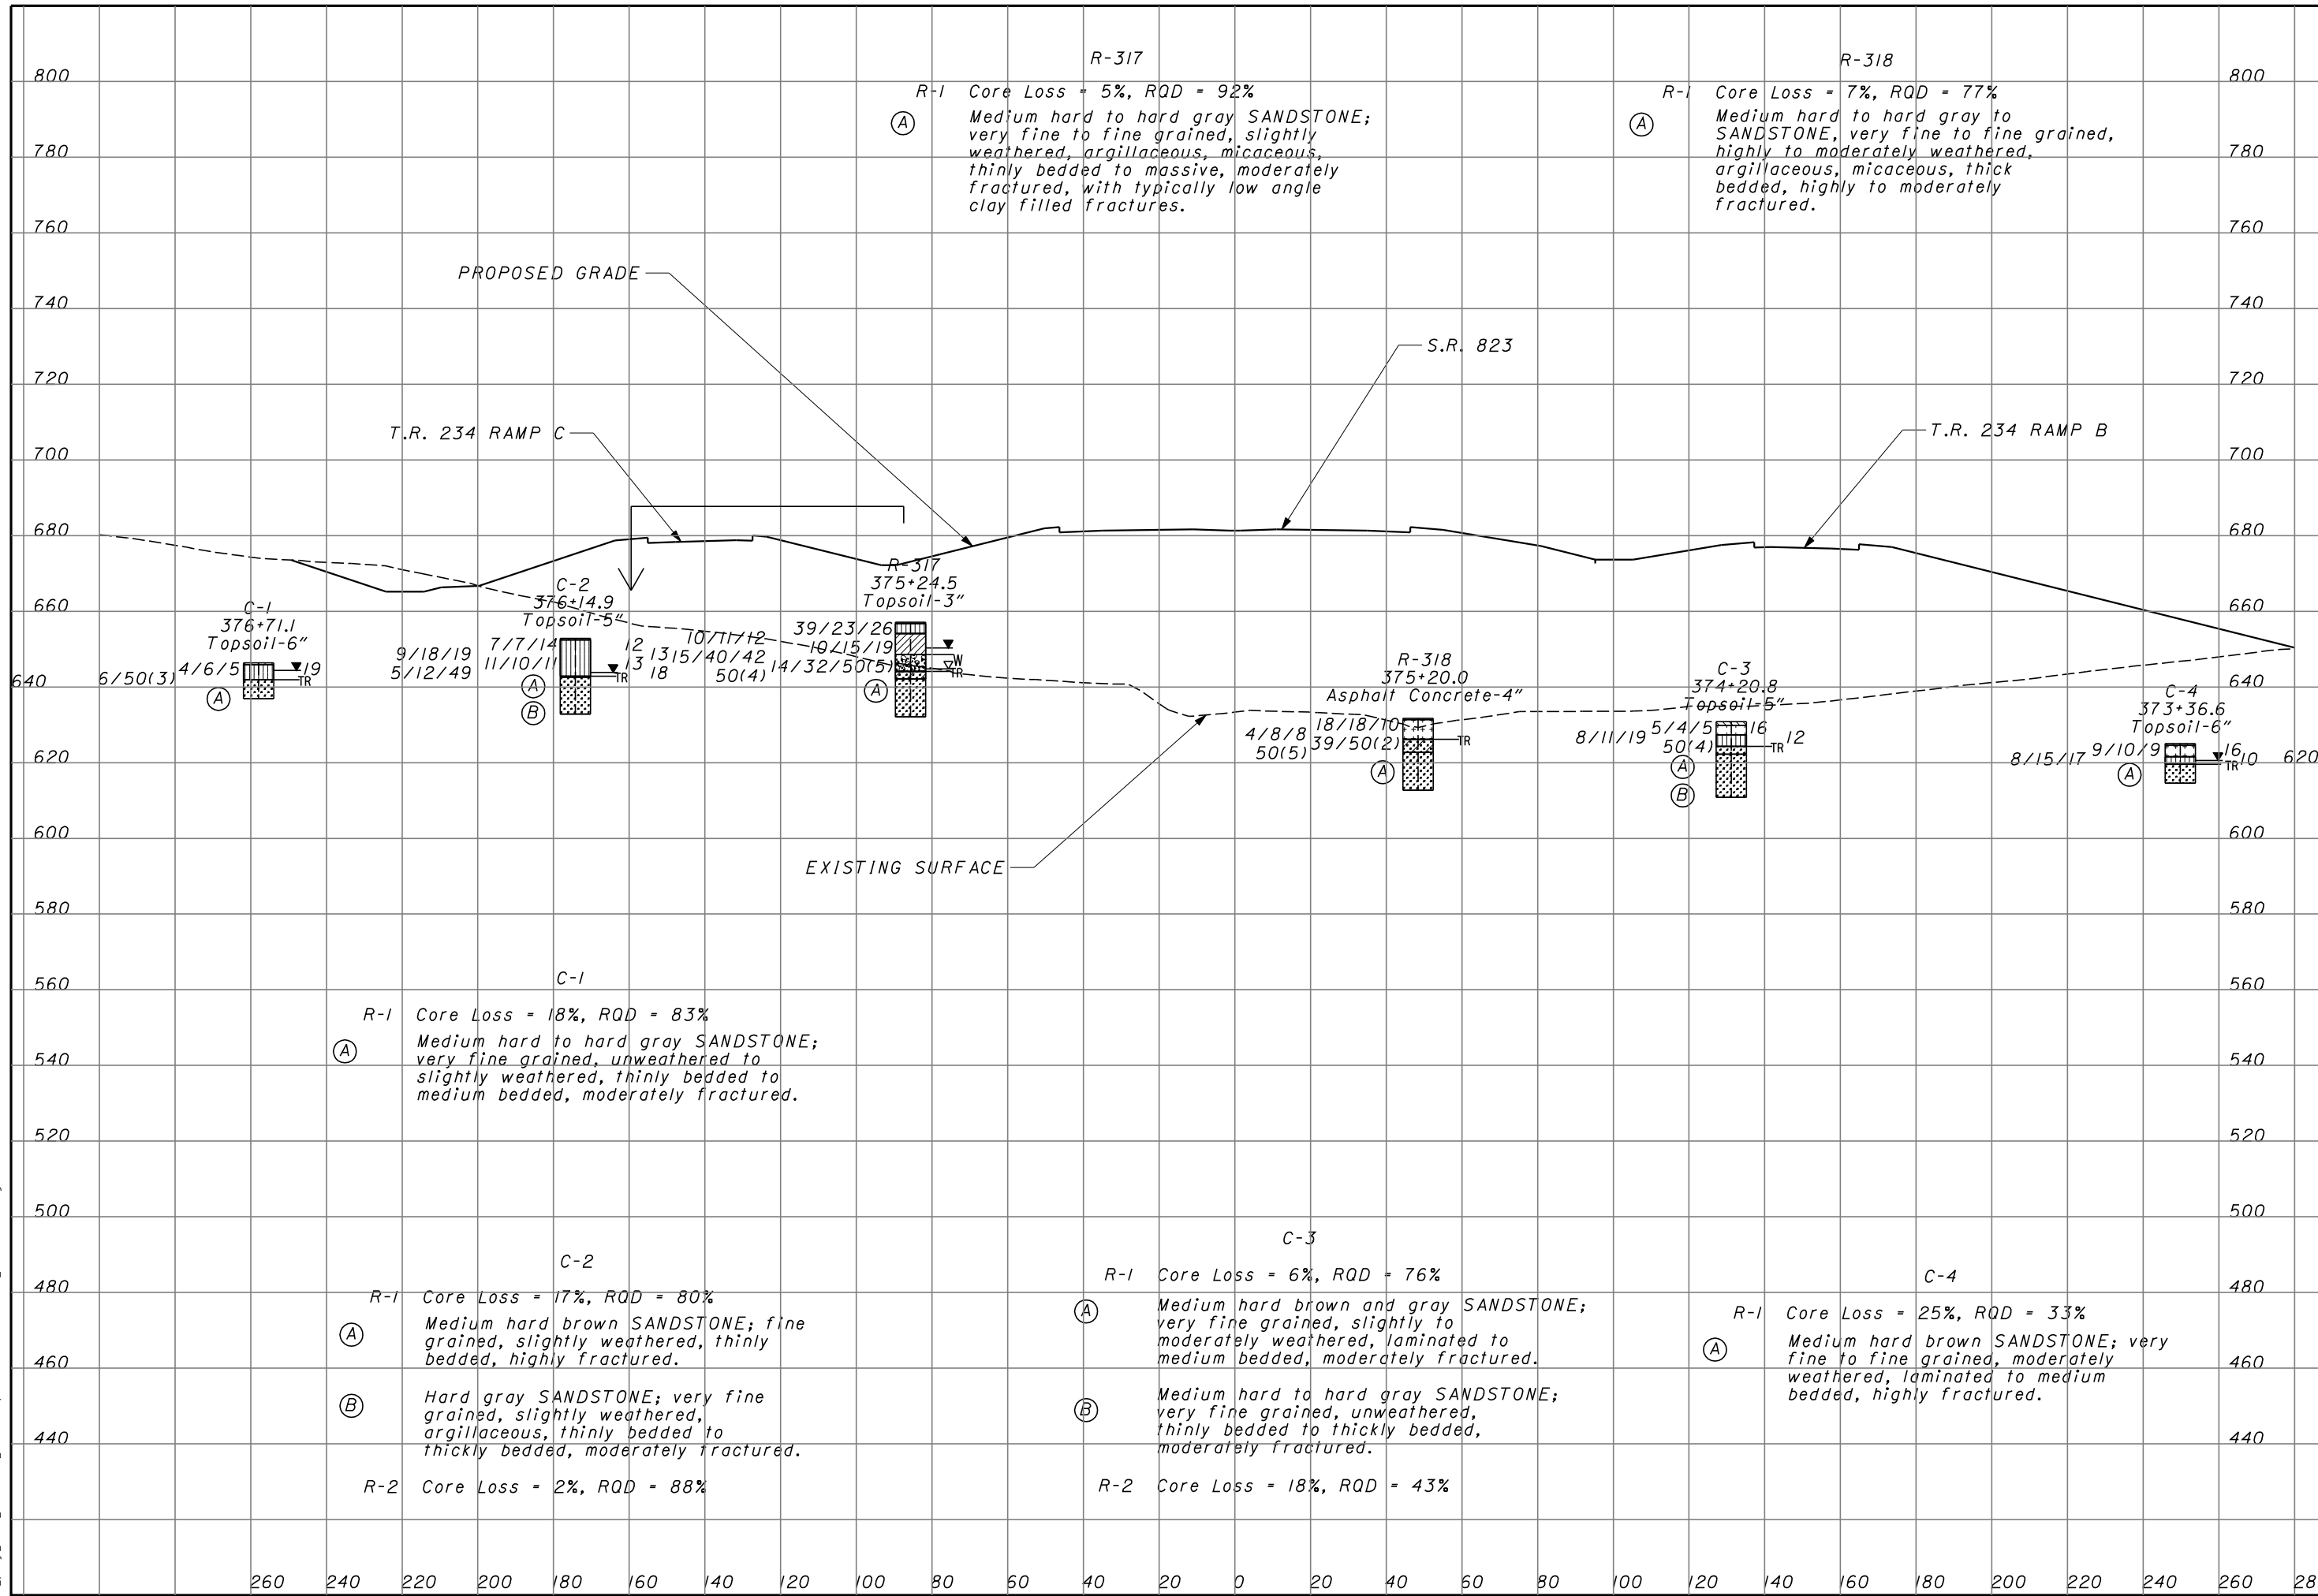 R-317
R-1 Core Loss = 5%, RQD = 92%
A
Medium hard to hard gray SANDSTONE;
very fine to fine grained, slightly
weathered, argillaceous, micaceous,
thinly bedded to massive, moderately
fractured, with typically low angle
clay filled fractures.
R-318
R-1 Core Loss = 7%, RQD = 77%
A
Medium hard to hard gray to
SANDSTONE, very fine to fine grained,
highly to moderately weathered;
argillaceous, micaceous, thick
bedded, highly to moderately
fractured.
800 800
780 780
760 760
740 740
720 720
700 700
680 680
660 660
640 640
620 620
600 600
580 580
560 560
540 540
520 520
500 500
480 480
460 460
440 440
PROPOSED GRADE
S.R. 823
T.R. 234 RAMP C
T.R. 234 RAMP B
C-1
376+71.1
Topsoil-6"
6/50(3) 4/6/5 19
TR
A
C-2
376+14.9
Topsoil-5"
7/7/14 12
9/18/19 13
11/10/11 13
5/12/49 18
TR
A
B
R-317
375+24.5
Topsoil-3"
39/23/26
10/11/12
10/15/19
15/40/42
14/32/50(5)
50(4)
W
TR
A
R-318
375+20.0
Asphalt Concrete-4"
18/18/10
4/8/8
39/50(2)
50(5)
TR
A
C-3
374+20.8
Topsoil-5"
5/4/5 16
8/11/19 12
50(4)
TR
A
B
C-4
373+36.6
Topsoil-6"
9/10/9 16
8/15/17 10
TR
A
EXISTING SURFACE
C-1
R-1 Core Loss = 18%, RQD = 83%
A
Medium hard to hard gray SANDSTONE;
very fine grained, unweathered to
slightly weathered, thinly bedded to
medium bedded, moderately fractured.
C-2
R-1 Core Loss = 17%, RQD = 80%
A
Medium hard brown SANDSTONE; fine
grained, slightly weathered, thinly
bedded, highly fractured.
B
Hard gray SANDSTONE; very fine
grained, slightly weathered,
argillaceous, thinly bedded to
thickly bedded, moderately fractured.
R-2 Core Loss = 2%, RQD = 88%
C-3
R-1 Core Loss = 6%, RQD = 76%
A
Medium hard brown and gray SANDSTONE;
very fine grained, slightly to
moderately weathered, laminated to
medium bedded, moderately fractured.
B
Medium hard to hard gray SANDSTONE;
very fine grained, unweathered,
thinly bedded to thickly bedded,
moderately fractured.
R-2 Core Loss = 18%, RQD = 43%
C-4
R-1 Core Loss = 25%, RQD = 33%
A
Medium hard brown SANDSTONE; very
fine to fine grained, moderately
weathered, laminated to medium
bedded, highly fractured.
260 240 220 200 180 160 140 120 100 80 60 40 20 0 20 40 60 80 100 120 140 160 180 200 220 240 260 28